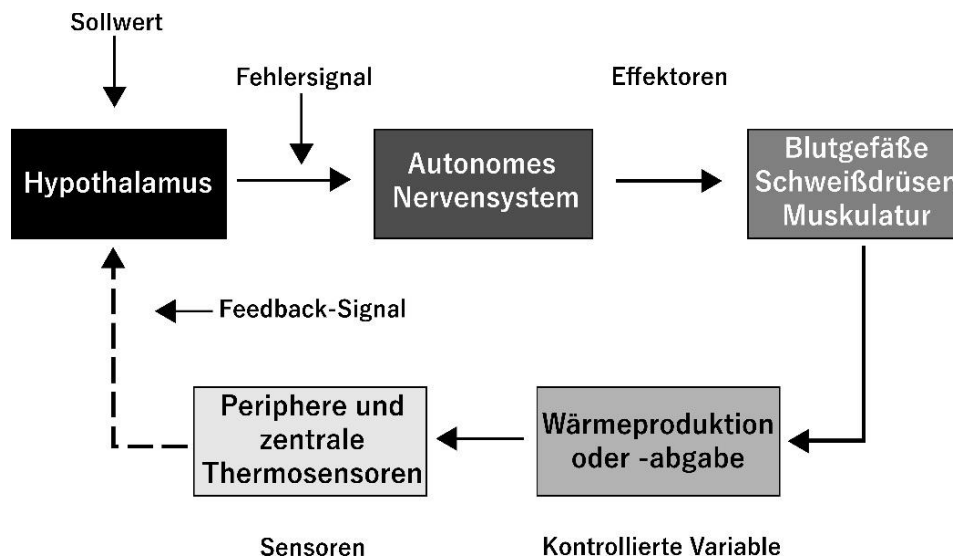 Sollwert
Fehlersignal
Effektoren
Hypothalamus
Autonomes
Nervensystem
Blutgefäße
Schweißdrüsen
Muskulatur
Feedback-Signal
Periphere und
zentrale
Thermosensoren
Wärmeproduktion
oder -abgabe
Sensoren
Kontrollierte Variable